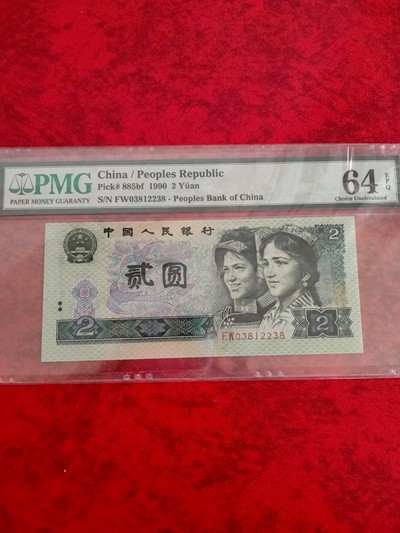 PMG
PAPER MONEY GUARANTY
China / Peoples Republic
Pick# 885bf 1990 2 Yüan
S/N FW03812238 - Peoples Bank of China
64 EPQ
Choice Uncirculated
中国人民银行
2
贰圆
2
2
FW03812238